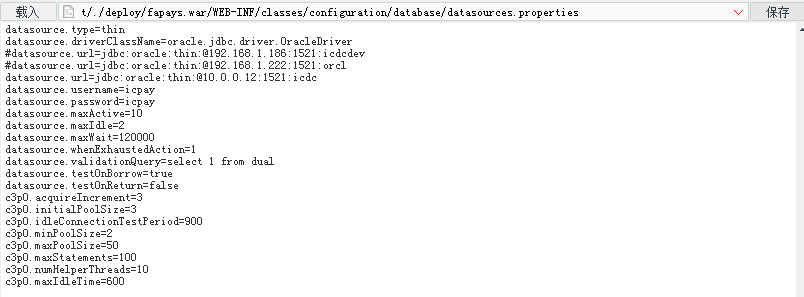 载入 t/./deploy/fapays.war/WEB-INF/classes/configuration/database/datasources.properties 保存
datasource.type=thin
datasource.driverClassName=oracle.jdbc.driver.OracleDriver
#datasource.url=jdbc:oracle:thin:@192.168.1.186:1521:icdcdev
#datasource.url=jdbc:oracle:thin:@192.168.1.222:1521:orcl
datasource.url=jdbc:oracle:thin:@10.0.0.12:1521:icdc
datasource.username=icpay
datasource.password=icpay
datasource.maxActive=10
datasource.maxIdle=2
datasource.maxWait=120000
datasource.whenExhaustedAction=1
datasource.validationQuery=select 1 from dual
datasource.testOnBorrow=true
datasource.testOnReturn=false
c3p0.acquireIncrement=3
c3p0.initialPoolSize=3
c3p0.idleConnectionTestPeriod=900
c3p0.minPoolSize=2
c3p0.maxPoolSize=50
c3p0.maxStatements=100
c3p0.numHelperThreads=10
c3p0.maxIdleTime=600